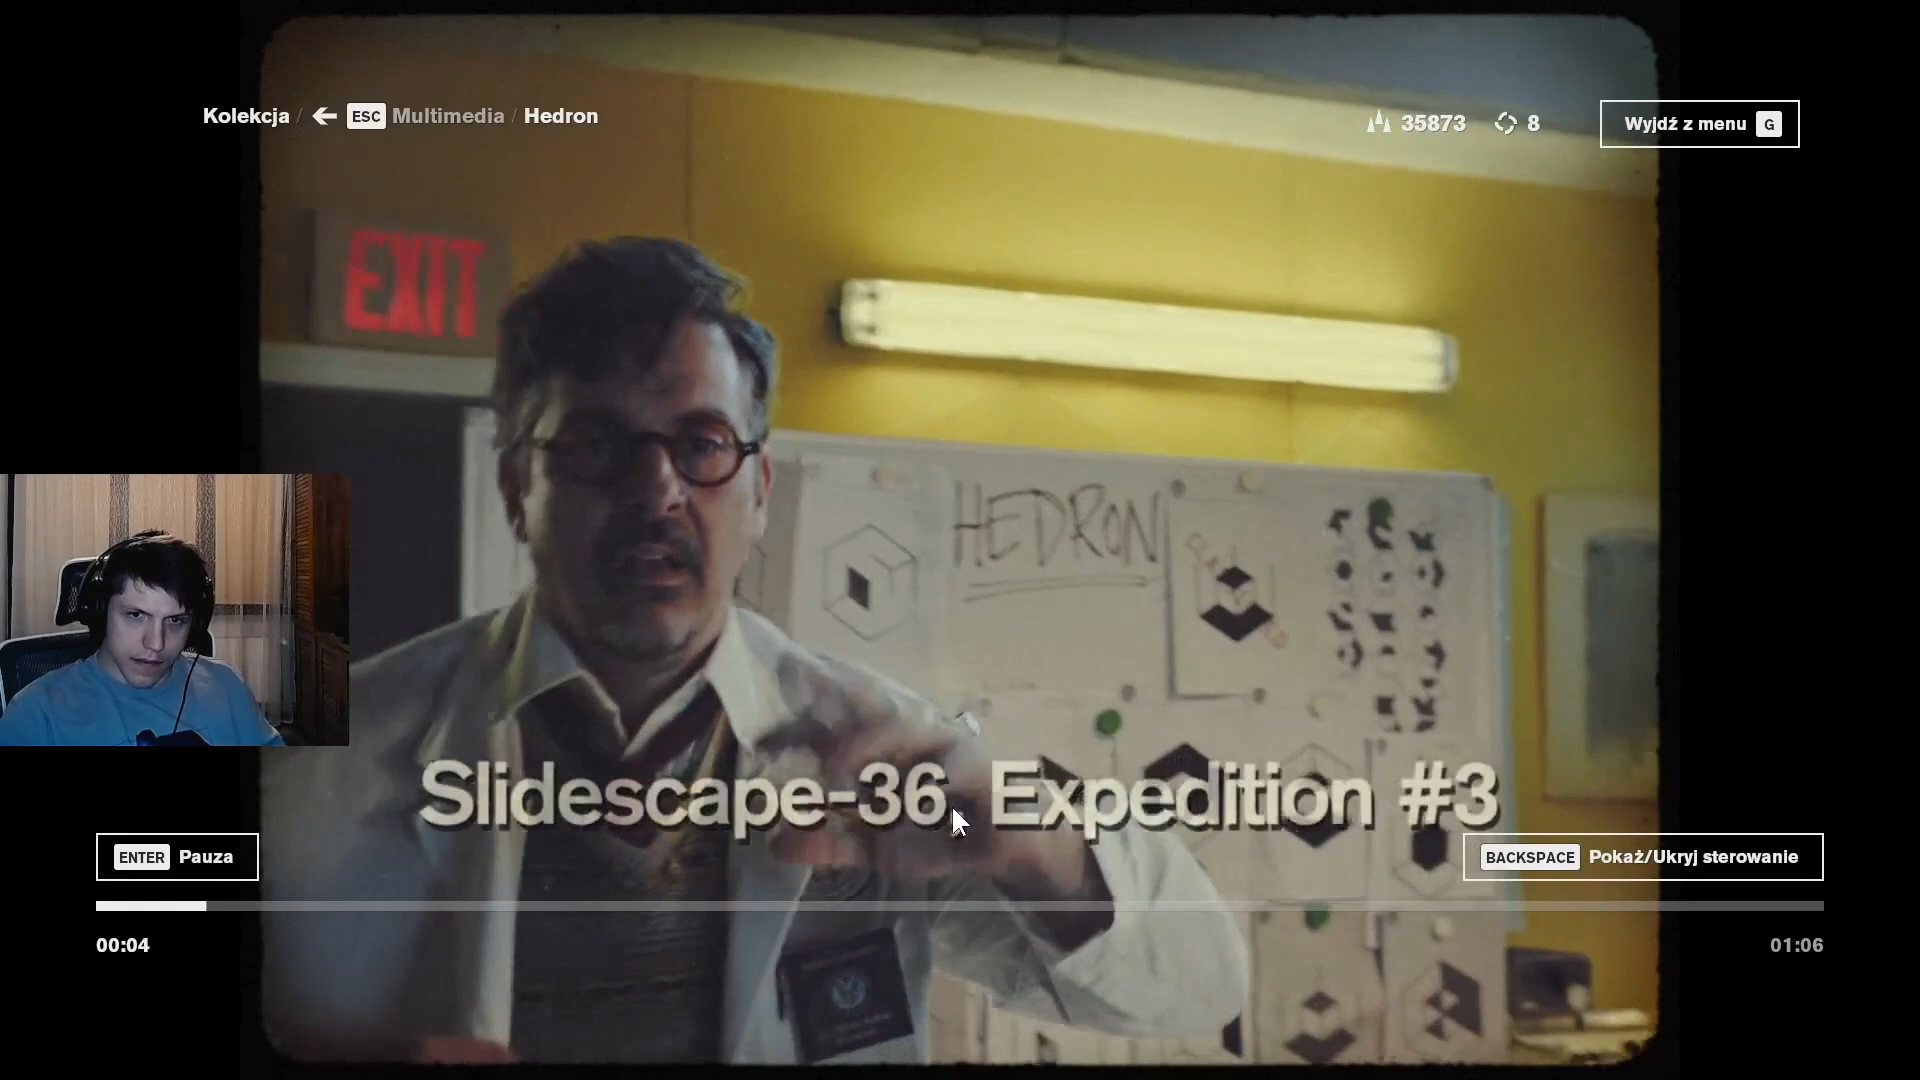 Kolekcja / ESC Multimedia / Hedron
35873 8
Wyjdź z menu G
EXIT
HEDRON
Slidescape-36 Expedition #3
ENTER Pauza
BACKSPACE Pokaż/Ukryj sterowanie
00:04
01:06